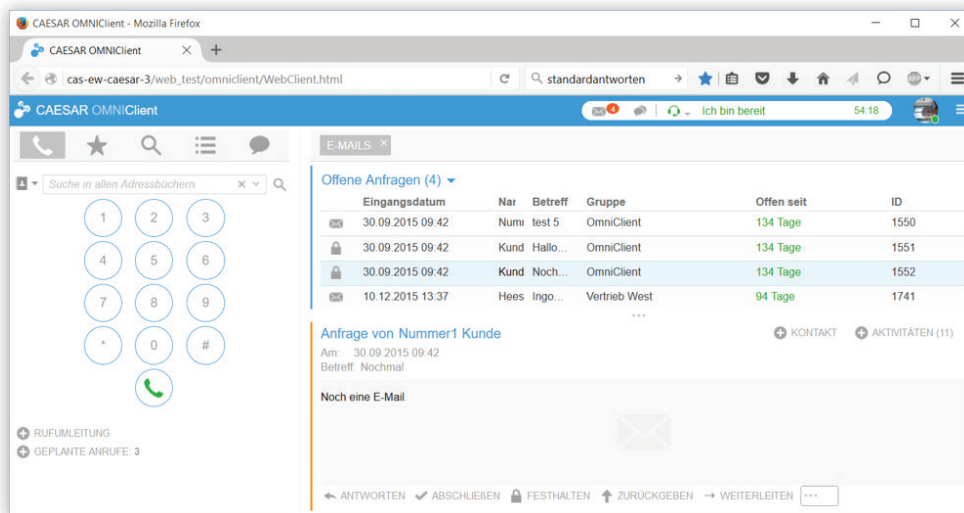 CAESAR OMNIClient - Mozilla Firefox
CAESAR OMNIClient
cas-ew-caesar-3/web_test/omniclient/WebClient.html
standardantworten
CAESAR OMNIClient
4
Ich bin bereit
54:18
E-MAILS
Suche in allen Adressbüchern
1 2 3
4 5 6
7 8 9
* 0 #
RUFUMLEITUNG
GEPLANTE ANRUFE: 3
Offene Anfragen (4)
Eingangsdatum Nar Betreff Gruppe Offen seit ID
30.09.2015 09:42 Num test 5 OmniClient 134 Tage 1550
30.09.2015 09:42 Kund Hallo... OmniClient 134 Tage 1551
30.09.2015 09:42 Kund Noch... OmniClient 134 Tage 1552
10.12.2015 13:37 Hees Ingo... Vertrieb West 94 Tage 1741
Anfrage von Nummer1 Kunde
KONTAKT AKTIVITÄTEN (11)
Am: 30.09.2015 09:42
Betreff: Nochmal
Noch eine E-Mail
ANTWORTEN ABSCHLIEßEN FESTHALTEN ZURÜCKGEBEN WEITERLEITEN ...